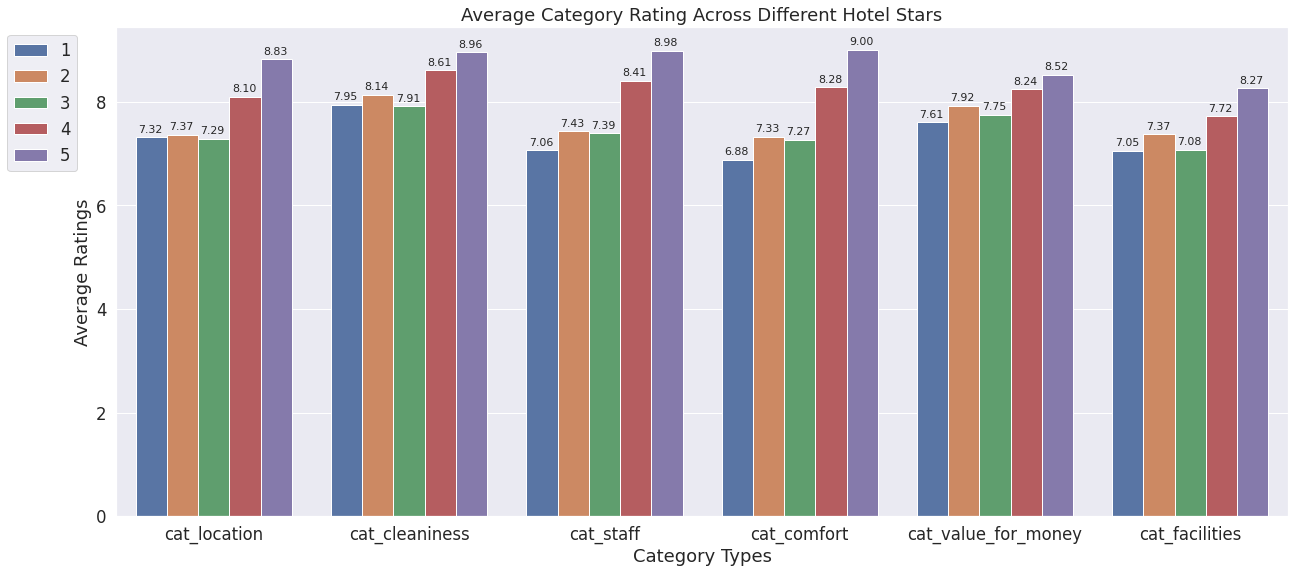 Average Category Rating Across Different Hotel Stars
1
2
3
4
5
Average Ratings
8
6
4
2
0
7.32 7.37 7.29 8.10 8.83
7.95 8.14 7.91 8.61 8.96
7.06 7.43 7.39 8.41 8.98
6.88 7.33 7.27 8.28 9.00
7.61 7.92 7.75 8.24 8.52
7.05 7.37 7.08 7.72 8.27
cat_location cat_cleaniness cat_staff cat_comfort cat_value_for_money cat_facilities
Category Types